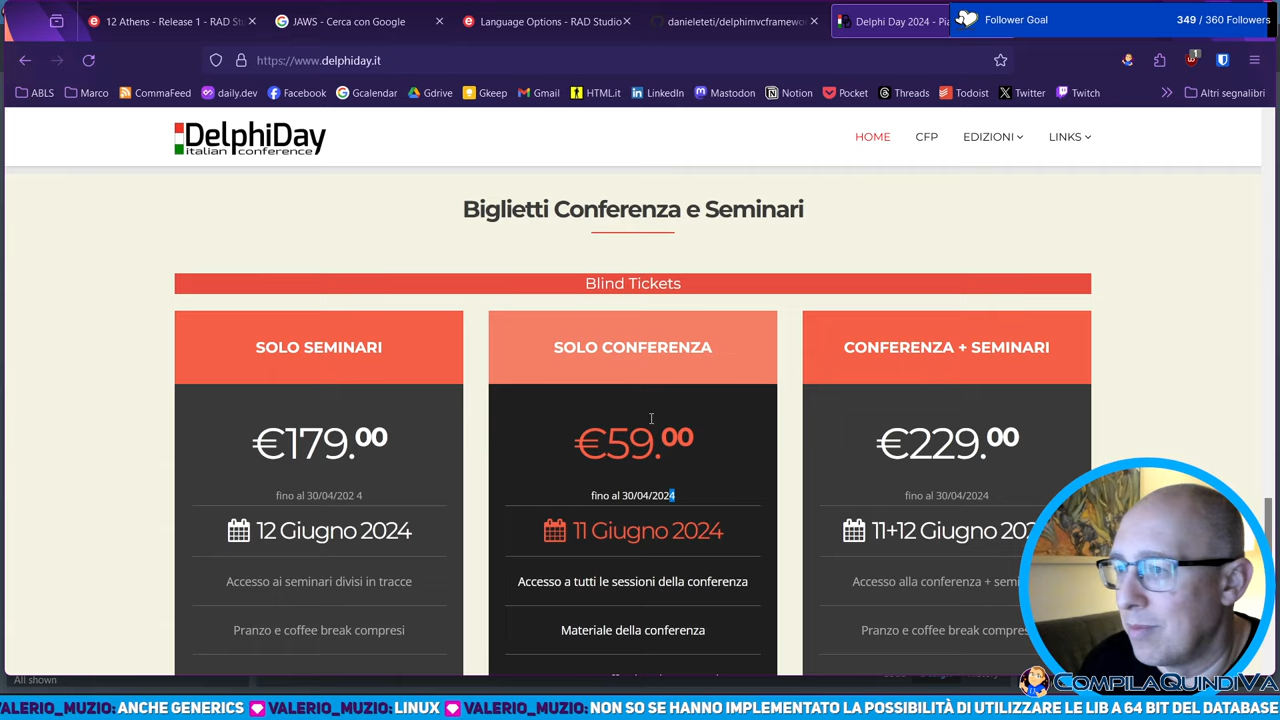 12 Athens - Release 1 - RAD Stu
JAWS - Cerca con Google
Language Options - RAD Studio
danieleteti/delphimvcframewo
Delphi Day 2024 - Pia
Follower Goal
349 / 360 Followers
https://www.delphiday.it
1
ABLS
Marco
CommaFeed
daily.dev
Facebook
Gcalendar
Gdrive
Gkeep
Gmail
HTML.it
LinkedIn
Mastodon
Notion
Pocket
Threads
Todoist
Twitter
Twitch
Altri segnalibri
DelphiDay
italian conference
HOME
CFP
EDIZIONI
LINKS
Biglietti Conferenza e Seminari
Blind Tickets
SOLO SEMINARI
€179.00
fino al 30/04/202 4
12 Giugno 2024
Accesso ai seminari divisi in tracce
Pranzo e coffee break compresi
SOLO CONFERENZA
€59.00
fino al 30/04/2024
11 Giugno 2024
Accesso a tutti le sessioni della conferenza
Materiale della conferenza
CONFERENZA + SEMINARI
€229.00
fino al 30/04/2024
11+12 Giugno 202
Accesso alla conferenza + semi
Pranzo e coffee break compres
All shown
COMPILAQUINDIVA
VALERIO_MUZIO: ANCHE GENERICS VALERIO_MUZIO: LINUX VALERIO_MUZIO: NON SO SE HANNO IMPLEMENTATO LA POSSIBILITÀ DI UTILIZZARE LE LIB A 64 BIT DEL DATABASE